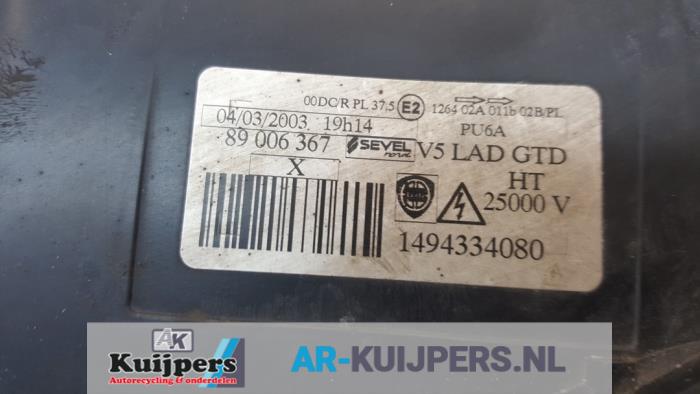 00DC/R PL 37,5 E2 1264 02A 011b 02B/PL
04/03/2003 19h14 PU6A
89 006 367 SEVEL V5 LAD GTD
X HT
25000 V
1494334080
AK
Kuijpers
Autorecycling & onderdelen
AR-KUIJPERS.NL